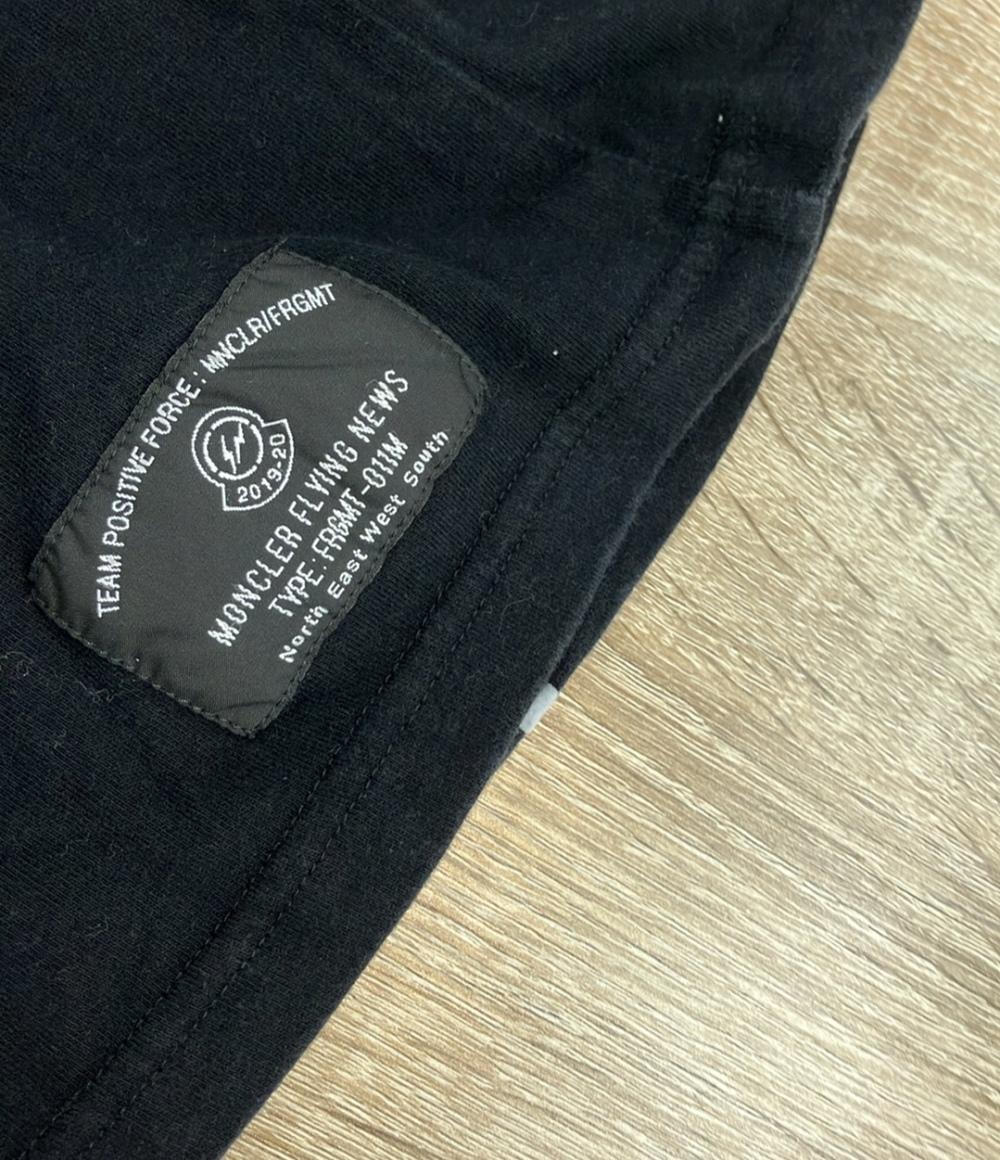 TEAM POSITIVE FORCE: MNCLR/FRGMT
2019-20
MONCLER FLYING NEWS
TYPE:FRGMT-011M
North East West South